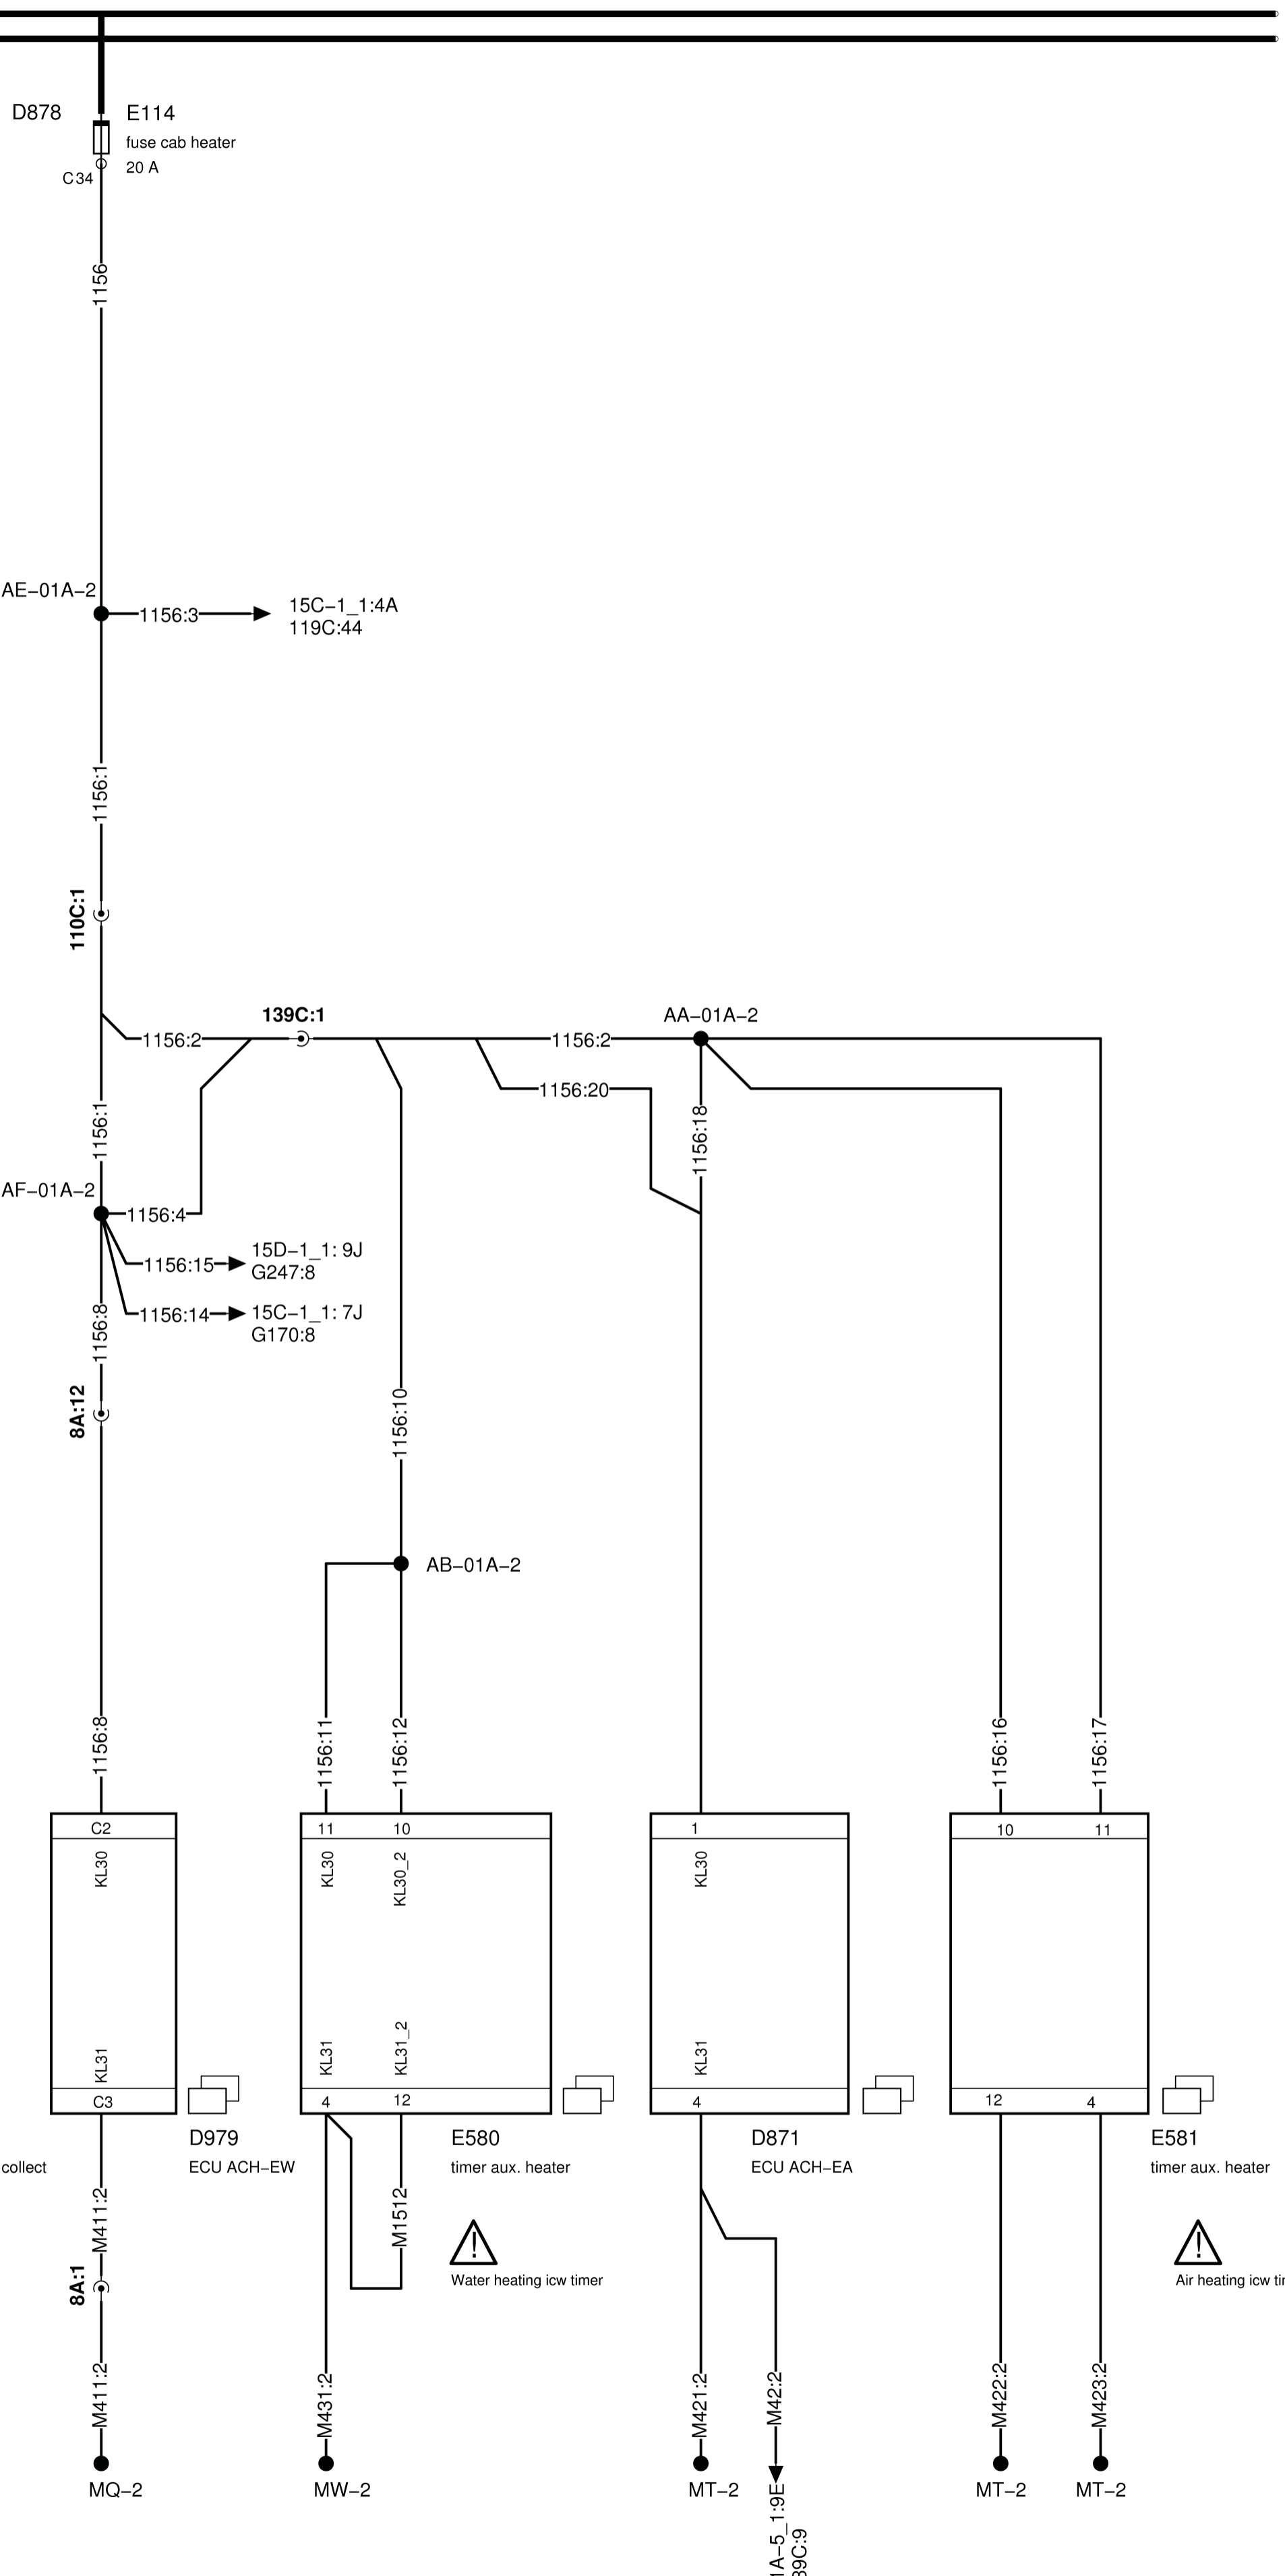 D878
E114
fuse cab heater
20 A
C34
1156
AE–01A–2
1156:3
15C–1_1:4A
119C:44
1156:1
110C:1
139C:1
AA–01A–2
1156:2
1156:2
1156:20
1156:1
1156:18
AF–01A–2
1156:4
15D–1_1: 9J
1156:15
G247:8
15C–1_1: 7J
1156:14
G170:8
1156:8
8A:12
1156:10
AB–01A–2
1156:8
1156:11
1156:12
1156:16
1156:17
C2
11
10
1
10
11
KL30
KL30
KL30_2
KL30
KL31
KL31
KL31_2
KL31
C3
4
12
4
12
4
D979
E580
D871
E581
collect
ECU ACH–EW
timer aux. heater
ECU ACH–EA
timer aux. heater
M411:2
M1512
!
!
8A:1
Water heating icw timer
Air heating icw
M411:2
M431:2
M421:2
M42:2
M422:2
M423:2
MQ–2
MW–2
MT–2
MT–2
MT–2
1A–5_1:9E
39C:9